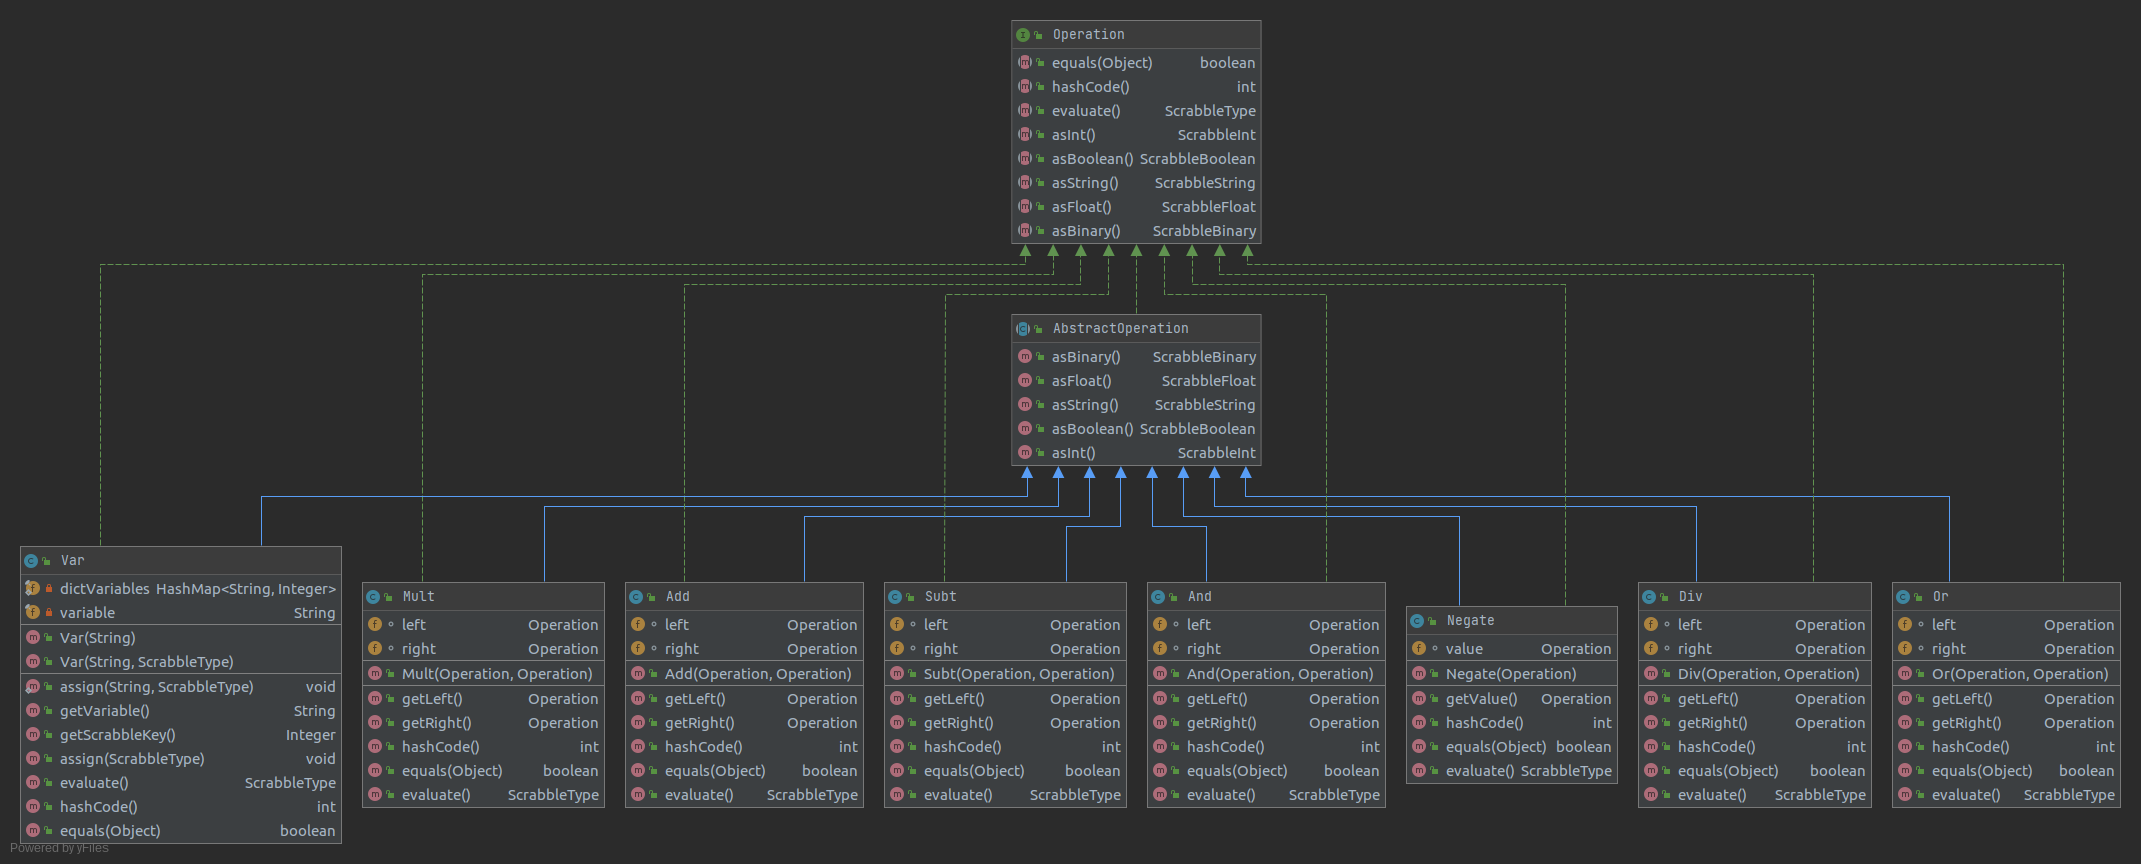 Operation
equals(Object) boolean
hashCode() int
evaluate() ScrabbleType
asInt() ScrabbleInt
asBoolean() ScrabbleBoolean
asString() ScrabbleString
asFloat() ScrabbleFloat
asBinary() ScrabbleBinary
AbstractOperation
asBinary() ScrabbleBinary
asFloat() ScrabbleFloat
asString() ScrabbleString
asBoolean() ScrabbleBoolean
asInt() ScrabbleInt
Var
dictVariables HashMap<String, Integer>
variable String
Var(String)
Var(String, ScrabbleType)
assign(String, ScrabbleType) void
getVariable() String
getScrabbleKey() Integer
assign(ScrabbleType) void
evaluate() ScrabbleType
hashCode() int
equals(Object) boolean
Mult
left Operation
right Operation
Mult(Operation, Operation)
getLeft() Operation
getRight() Operation
hashCode() int
equals(Object) boolean
evaluate() ScrabbleType
Add
left Operation
right Operation
Add(Operation, Operation)
getLeft() Operation
getRight() Operation
hashCode() int
equals(Object) boolean
evaluate() ScrabbleType
Subt
left Operation
right Operation
Subt(Operation, Operation)
getLeft() Operation
getRight() Operation
hashCode() int
equals(Object) boolean
evaluate() ScrabbleType
And
left Operation
right Operation
And(Operation, Operation)
getLeft() Operation
getRight() Operation
hashCode() int
equals(Object) boolean
evaluate() ScrabbleType
Negate
value Operation
Negate(Operation)
getValue() Operation
hashCode() int
equals(Object) boolean
evaluate() ScrabbleType
Div
left Operation
right Operation
Div(Operation, Operation)
getLeft() Operation
getRight() Operation
hashCode() int
equals(Object) boolean
evaluate() ScrabbleType
Or
left Operation
right Operation
Or(Operation, Operation)
getLeft() Operation
getRight() Operation
hashCode() int
equals(Object) boolean
evaluate() ScrabbleType
Powered by yFiles